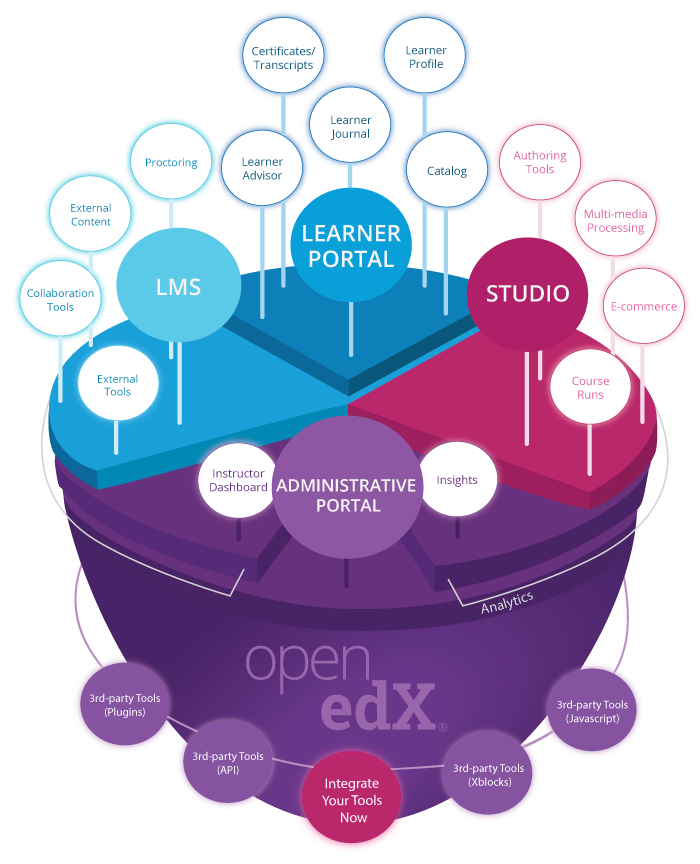 Certificates/
Transcripts
Learner
Profile
Learner
Journal
Proctoring
Learner
Advisor
Catalog
Authoring
Tools
External
Content
LEARNER
PORTAL
Multi-media
Processing
LMS
STUDIO
Collaboration
Tools
E-commerce
External
Tools
Course
Runs
Instructor
Dashboard
ADMINISTRATIVE
PORTAL
Insights
Analytics
open
edX®
3rd-party Tools
(Plugins)
3rd-party Tools
(Javascript)
3rd-party Tools
(API)
3rd-party Tools
(Xblocks)
Integrate
Your Tools
Now